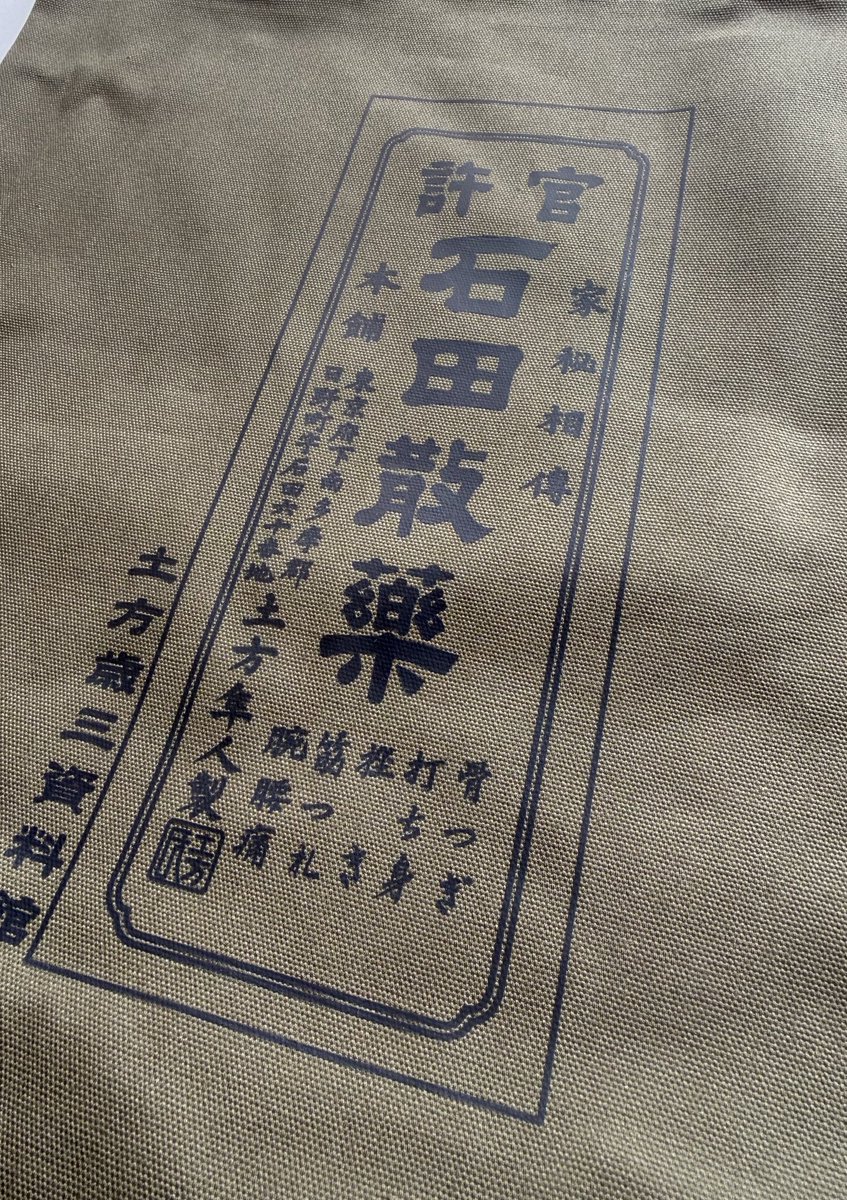 官許
家秘相傳
石田散藥
本舗
東京府下南多摩郡
日野町字石田六十番地
土方隼人製
骨つぎ
打ち身
挫き
筋つれ
腕腰痛
土方歳三資料館